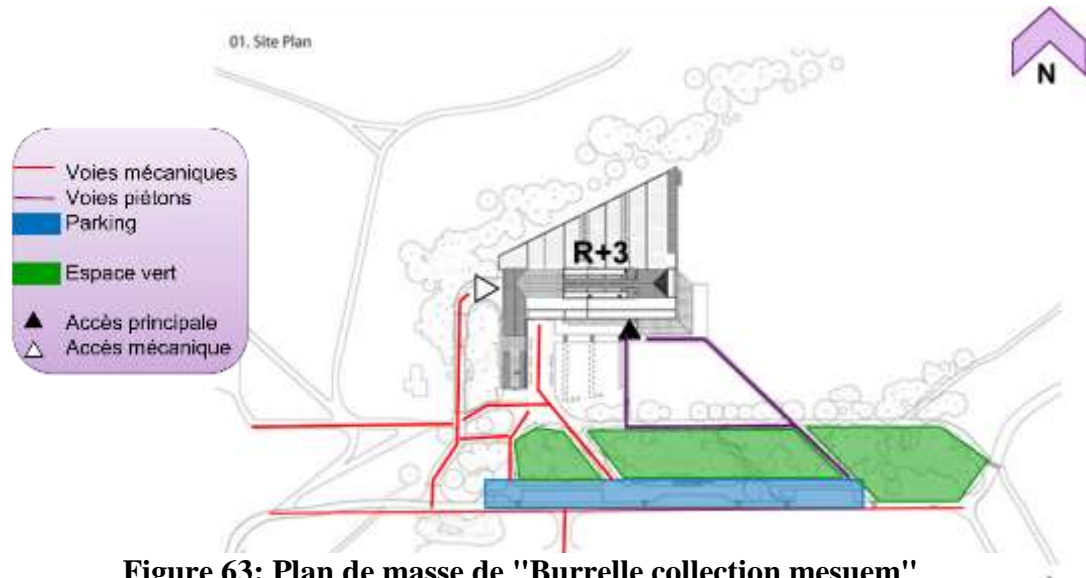 01. Site Plan
N
Voies mécaniques
Voies piétons
Parking
Espace vert
Accès principale
Accès mécanique
R+3
Figure 63: Plan de masse de "Burrelle collection mesuem"